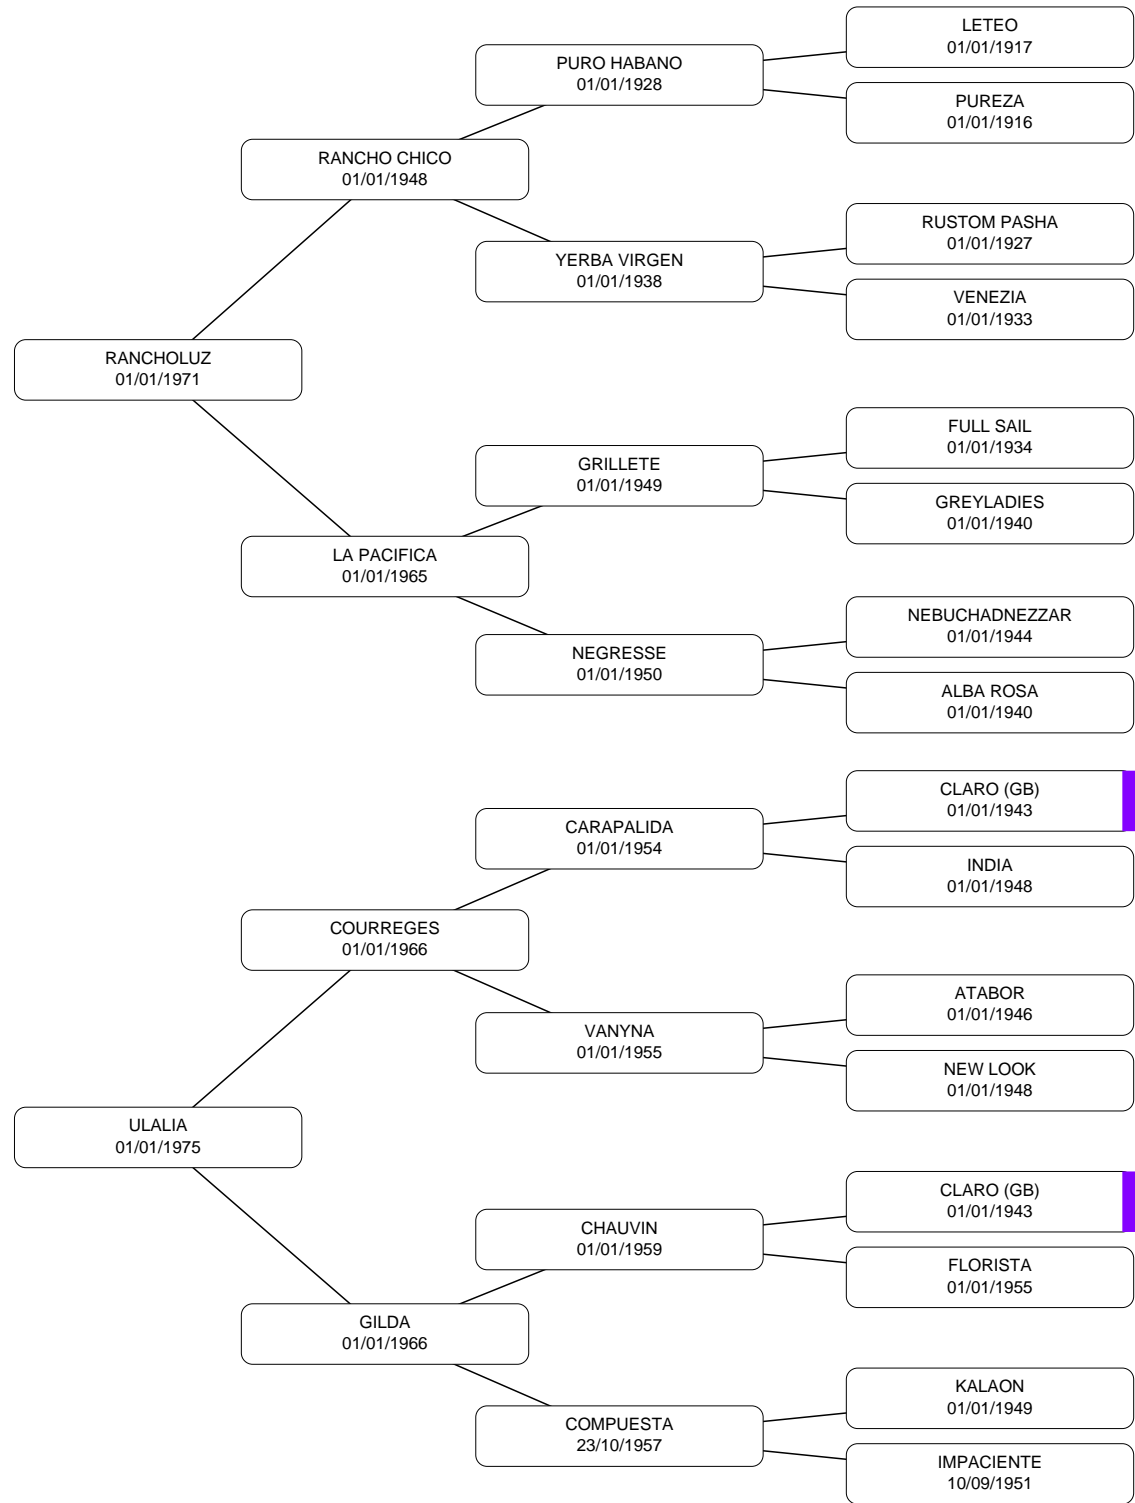 LETEO
01/01/1917
PURO HABANO
01/01/1928
PUREZA
01/01/1916
RANCHO CHICO
01/01/1948
RUSTOM PASHA
01/01/1927
YERBA VIRGEN
01/01/1938
VENEZIA
01/01/1933
RANCHOLUZ
01/01/1971
FULL SAIL
01/01/1934
GRILLETE
01/01/1949
GREYLADIES
01/01/1940
LA PACIFICA
01/01/1965
NEBUCHADNEZZAR
01/01/1944
NEGRESSE
01/01/1950
ALBA ROSA
01/01/1940
CLARO (GB)
01/01/1943
CARAPALIDA
01/01/1954
INDIA
01/01/1948
COURREGES
01/01/1966
ATABOR
01/01/1946
VANYNA
01/01/1955
NEW LOOK
01/01/1948
ULALIA
01/01/1975
CLARO (GB)
01/01/1943
CHAUVIN
01/01/1959
FLORISTA
01/01/1955
GILDA
01/01/1966
KALAON
01/01/1949
COMPUESTA
23/10/1957
IMPACIENTE
10/09/1951